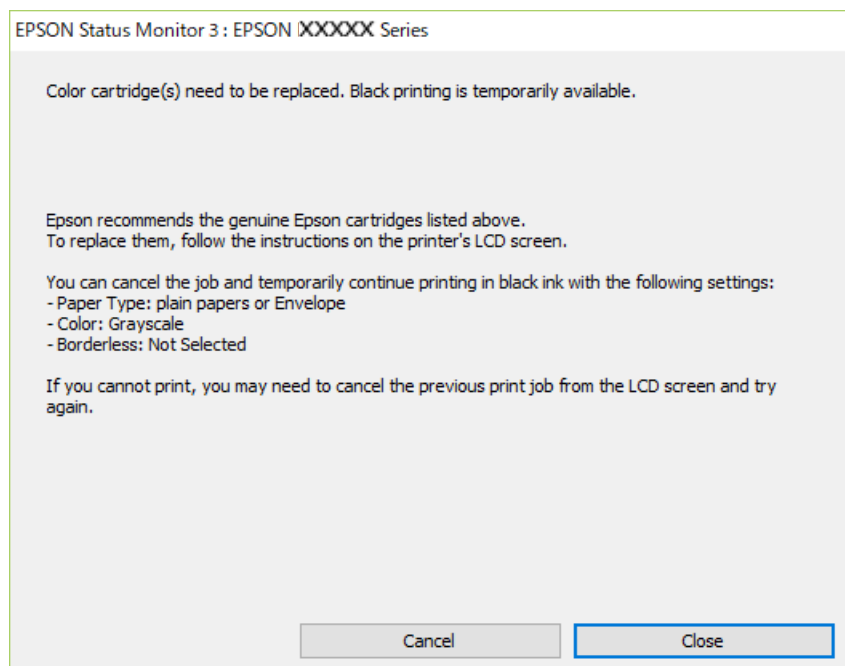 EPSON Status Monitor 3 : EPSON XXXXX Series
Color cartridge(s) need to be replaced. Black printing is temporarily available.
Epson recommends the genuine Epson cartridges listed above.
To replace them, follow the instructions on the printer's LCD screen.
You can cancel the job and temporarily continue printing in black ink with the following settings:
- Paper Type: plain papers or Envelope
- Color: Grayscale
- Borderless: Not Selected
If you cannot print, you may need to cancel the previous print job from the LCD screen and try
again.
Cancel
Close